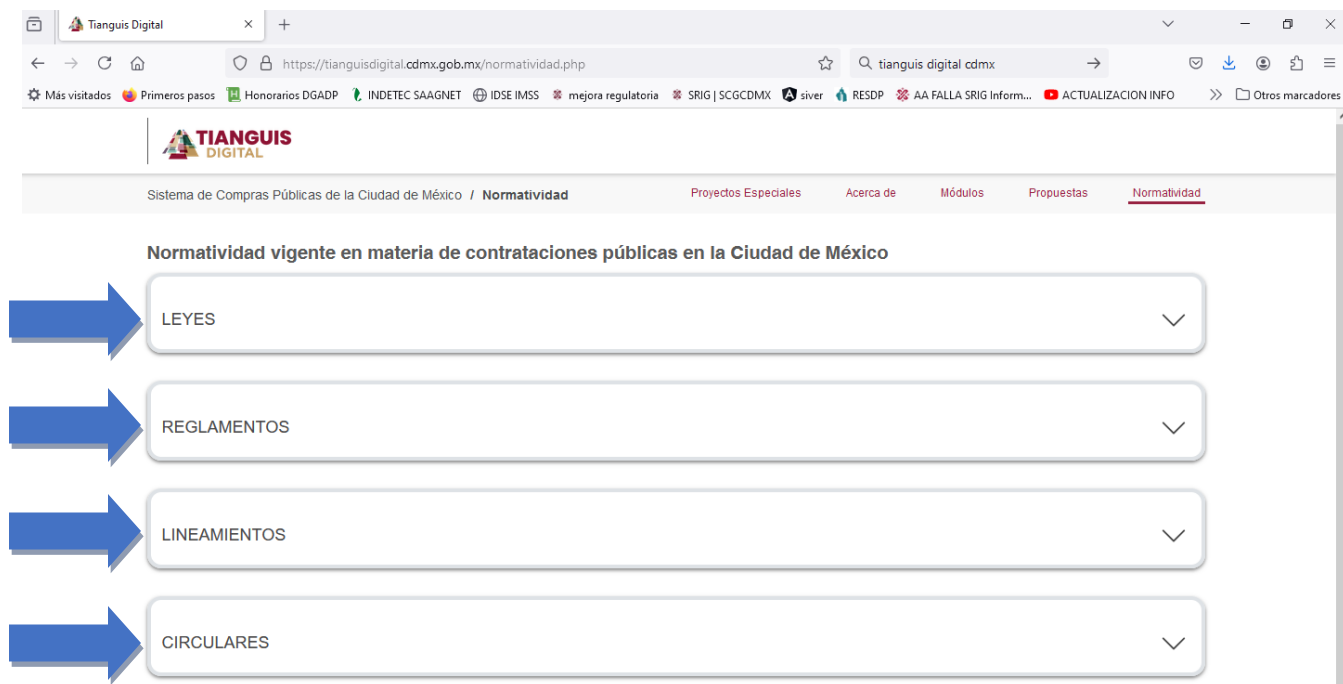 Tianguis Digital
https://tianguisdigital.cdmx.gob.mx/normatividad.php
tianguis digital cdmx
Más visitados Primeros pasos Honorarios DGADP INDETEC SAAGNET IDSE IMSS mejora regulatoria SRIG | SCGCDMX siver RESDP AA FALLA SRIG Inform... ACTUALIZACION INFO Otros marcadores
TIANGUIS
DIGITAL
Sistema de Compras Públicas de la Ciudad de México / Normatividad Proyectos Especiales Acerca de Módulos Propuestas Normatividad
Normatividad vigente en materia de contrataciones públicas en la Ciudad de México
LEYES
REGLAMENTOS
LINEAMIENTOS
CIRCULARES